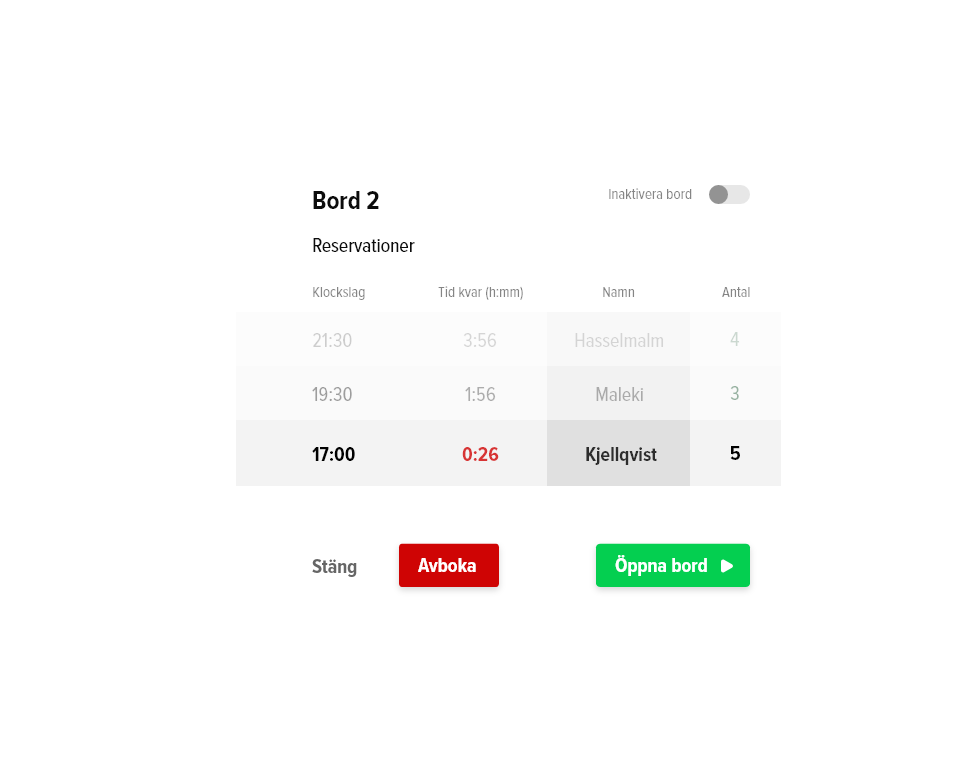 Bord 2
Inaktivera bord
Reservationer
Klockslag Tid kvar (h:mm) Namn Antal
21:30 3:56 Hasselmalm 4
19:30 1:56 Maleki 3
17:00 0:26 Kjellqvist 5
Stäng Avboka Öppna bord